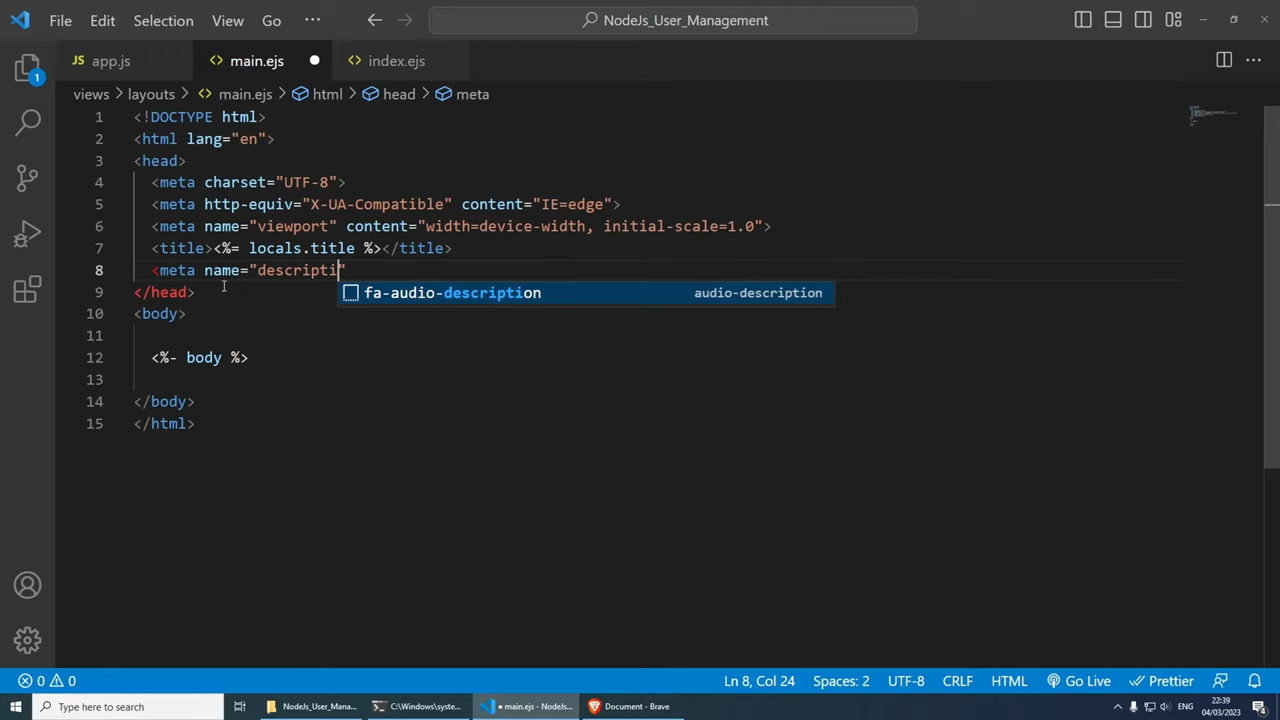 File Edit Selection View Go ··· NodeJs_User_Management
JS app.js <> main.ejs <> index.ejs
views > layouts > <> main.ejs > html > head > meta
1 <!DOCTYPE html>
2 <html lang="en">
3 <head>
4 <meta charset="UTF-8">
5 <meta http-equiv="X-UA-Compatible" content="IE=edge">
6 <meta name="viewport" content="width=device-width, initial-scale=1.0">
7 <title><%= locals.title %></title>
8 <meta name="descripti"
fa-audio-description audio-description
9 </head>
10 <body>
11
12 <%- body %>
13
14 </body>
15 </html>
1
0 0 Ln 8, Col 24 Spaces: 2 UTF-8 CRLF HTML Go Live Prettier
Type here to search NodeJs_User_Mana... C:\Windows\syste... • main.ejs - NodeJs... Document - Brave ENG 22:39
04/03/2023 4